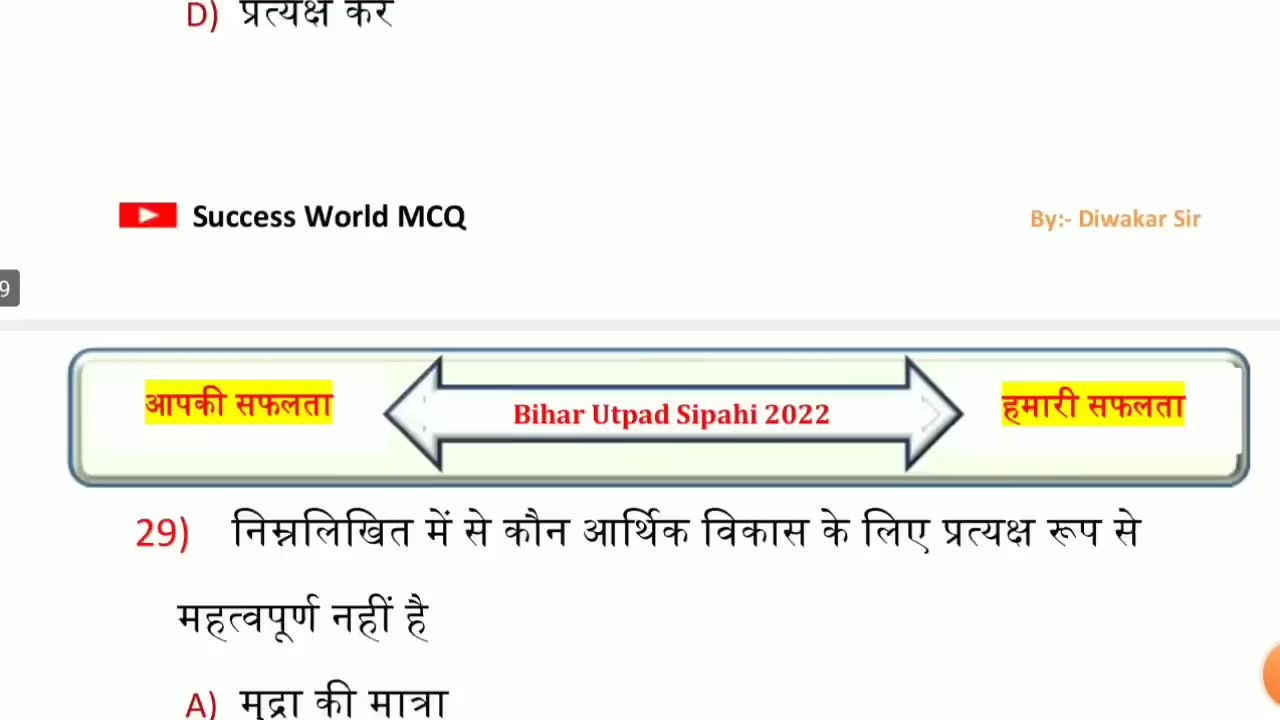 D) प्रत्यक्ष कर
Success World MCQ
By:- Diwakar Sir
9
आपकी सफलता
Bihar Utpad Sipahi 2022
हमारी सफलता
29) निम्नलिखित में से कौन आर्थिक विकास के लिए प्रत्यक्ष रूप से
महत्वपूर्ण नहीं है
A) मुद्रा की मात्रा